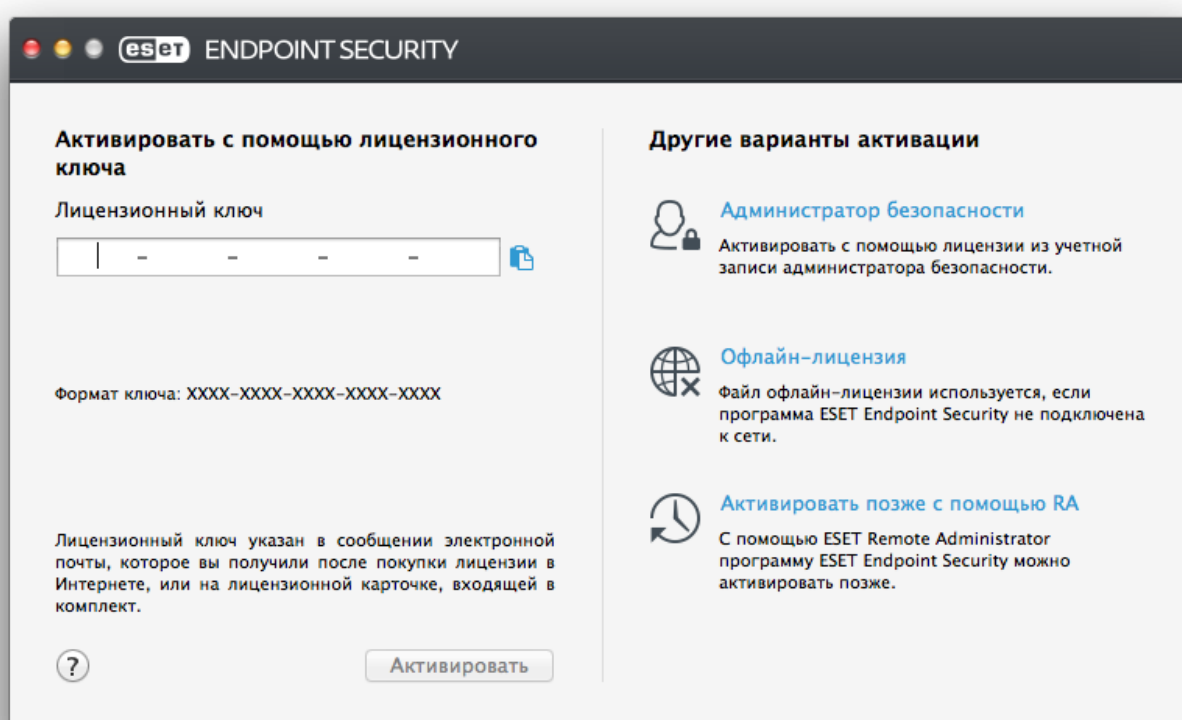 eset ENDPOINT SECURITY
Активировать с помощью лицензионного
ключа
Лицензионный ключ
- - - -
Формат ключа: XXXX-XXXX-XXXX-XXXX-XXXX
Лицензионный ключ указан в сообщении электронной
почты, которое вы получили после покупки лицензии в
Интернете, или на лицензионной карточке, входящей в
комплект.
?
Активировать
Другие варианты активации
Администратор безопасности
Активировать с помощью лицензии из учетной
записи администратора безопасности.
Офлайн-лицензия
Файл офлайн-лицензии используется, если
программа ESET Endpoint Security не подключена
к сети.
Активировать позже с помощью RA
С помощью ESET Remote Administrator
программу ESET Endpoint Security можно
активировать позже.